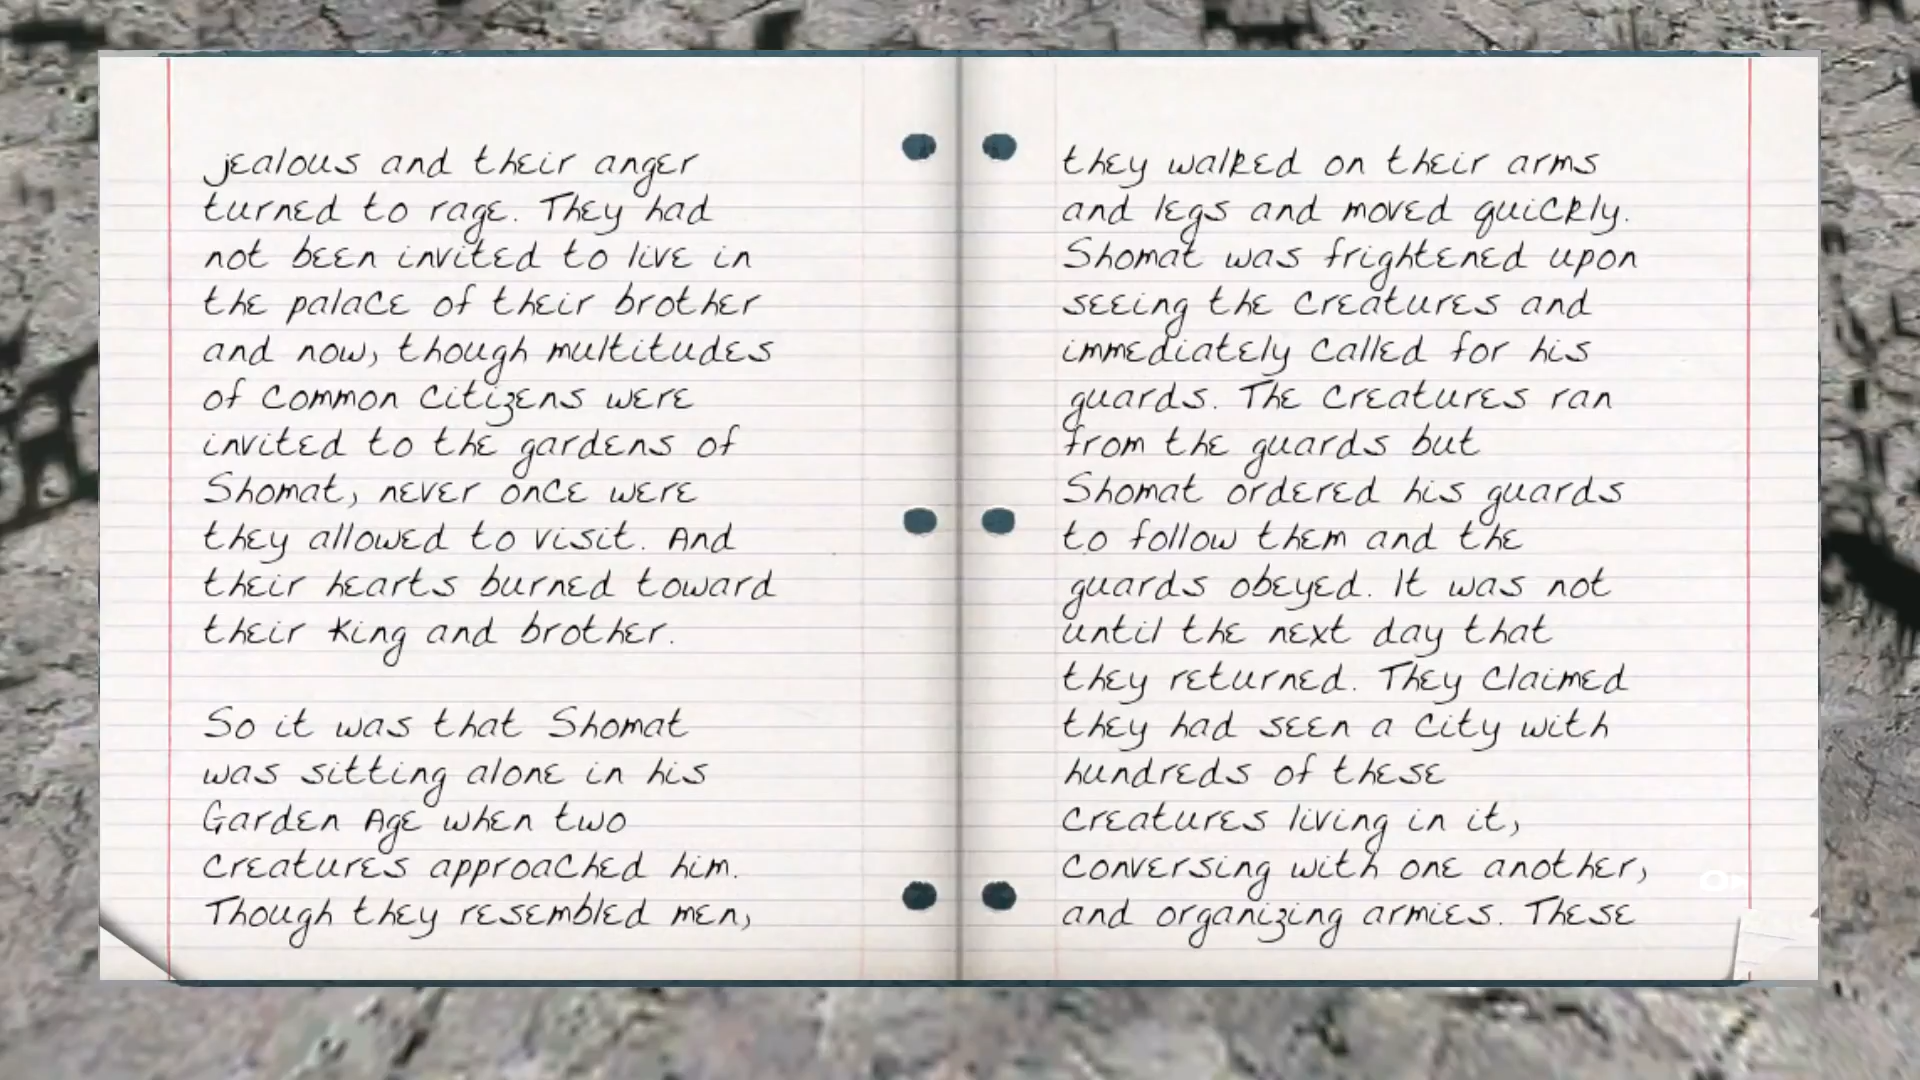 jealous and their anger
turned to rage. They had
not been invited to live in
the palace of their brother
and now, though multitudes
of common citizens were
invited to the gardens of
Shomat, never once were
they allowed to visit. And
their hearts burned toward
their King and brother.
So it was that Shomat
was sitting alone in his
Garden Age when two
creatures approached him.
Though they resembled men,
they walked on their arms
and legs and moved quickly.
Shomat was frightened upon
seeing the creatures and
immediately called for his
guards. The creatures ran
from the guards but
Shomat ordered his guards
to follow them and the
guards obeyed. It was not
until the next day that
they returned. They claimed
they had seen a city with
hundreds of these
creatures living in it,
conversing with one another,
and organizing armies. These